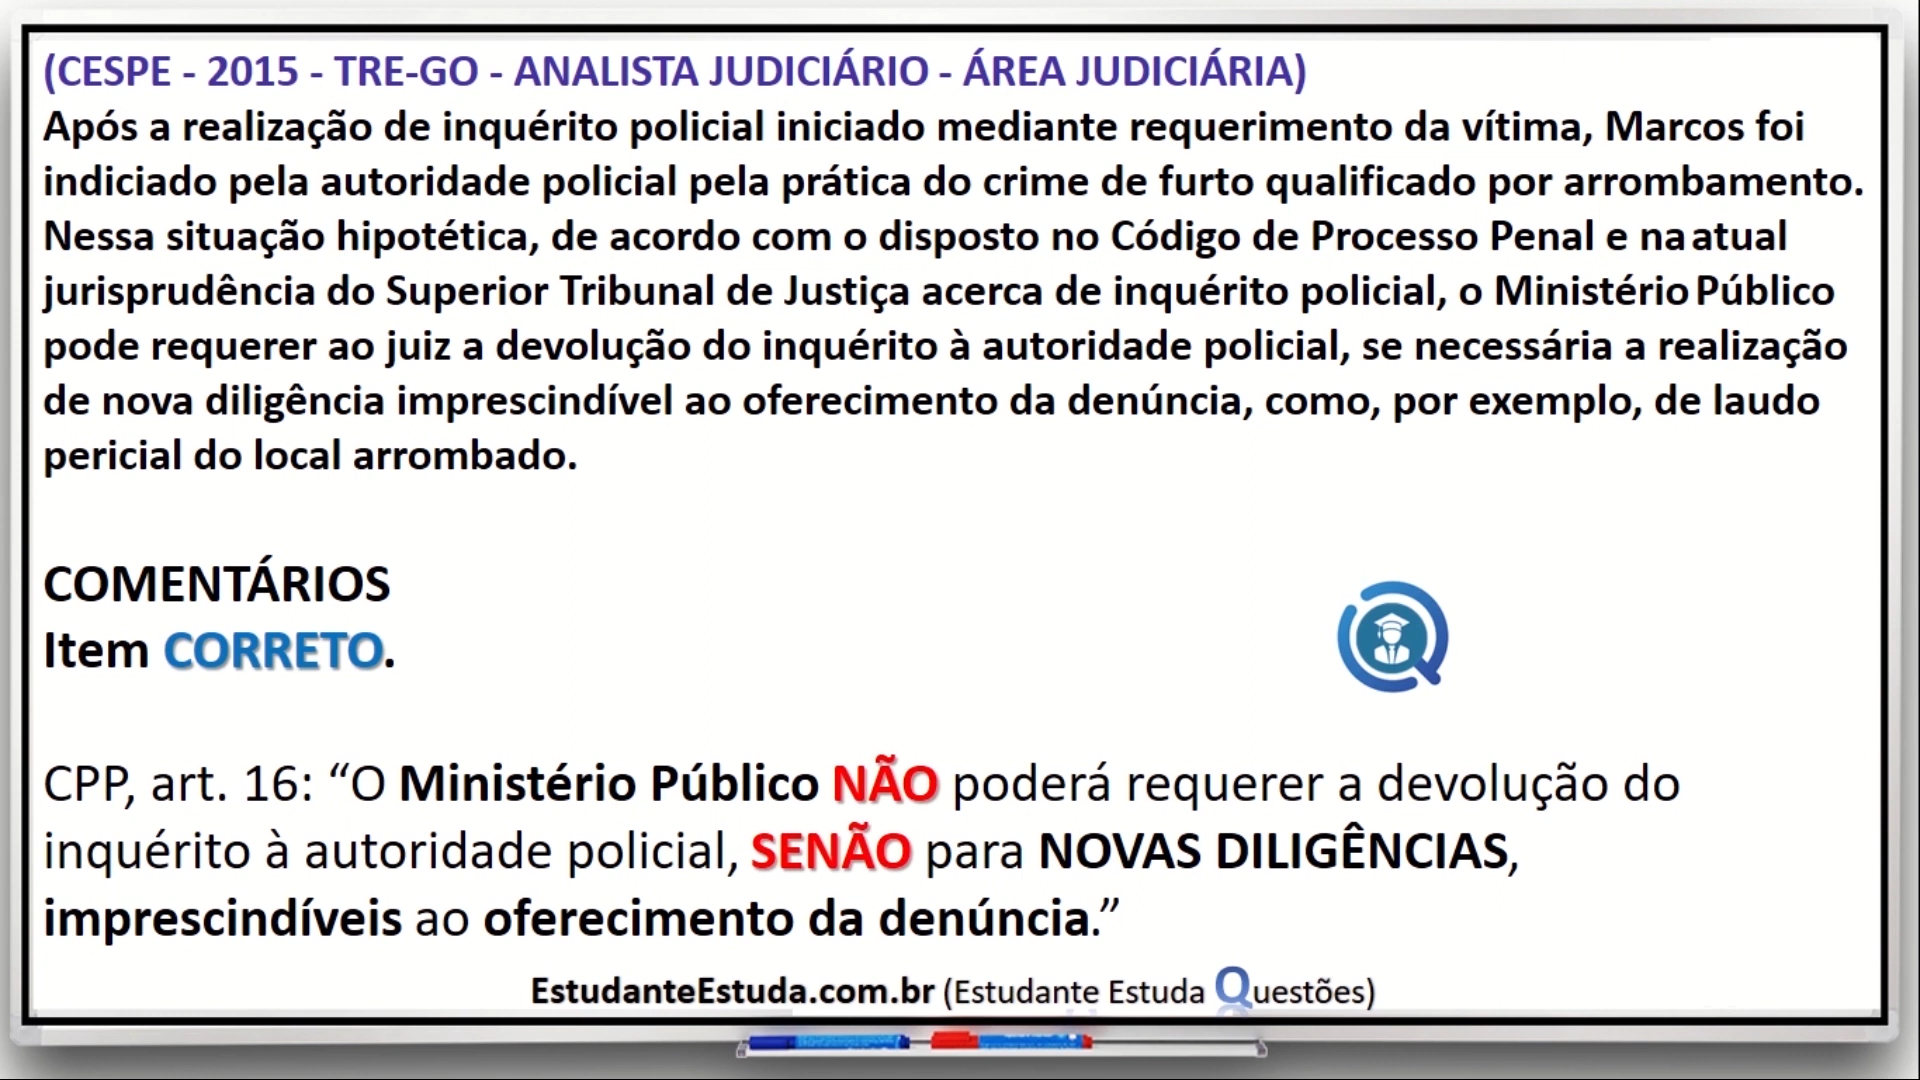 (CESPE - 2015 - TRE-GO - ANALISTA JUDICIÁRIO - ÁREA JUDICIÁRIA)
Após a realização de inquérito policial iniciado mediante requerimento da vítima, Marcos foi
indiciado pela autoridade policial pela prática do crime de furto qualificado por arrombamento.
Nessa situação hipotética, de acordo com o disposto no Código de Processo Penal e na atual
jurisprudência do Superior Tribunal de Justiça acerca de inquérito policial, o Ministério Público
pode requerer ao juiz a devolução do inquérito à autoridade policial, se necessária a realização
de nova diligência imprescindível ao oferecimento da denúncia, como, por exemplo, de laudo
pericial do local arrombado.
COMENTÁRIOS
Item CORRETO.
CPP, art. 16: “O Ministério Público NÃO poderá requerer a devolução do
inquérito à autoridade policial, SENÃO para NOVAS DILIGÊNCIAS,
imprescindíveis ao oferecimento da denúncia.”
EstudanteEstuda.com.br (Estudante Estuda Questões)